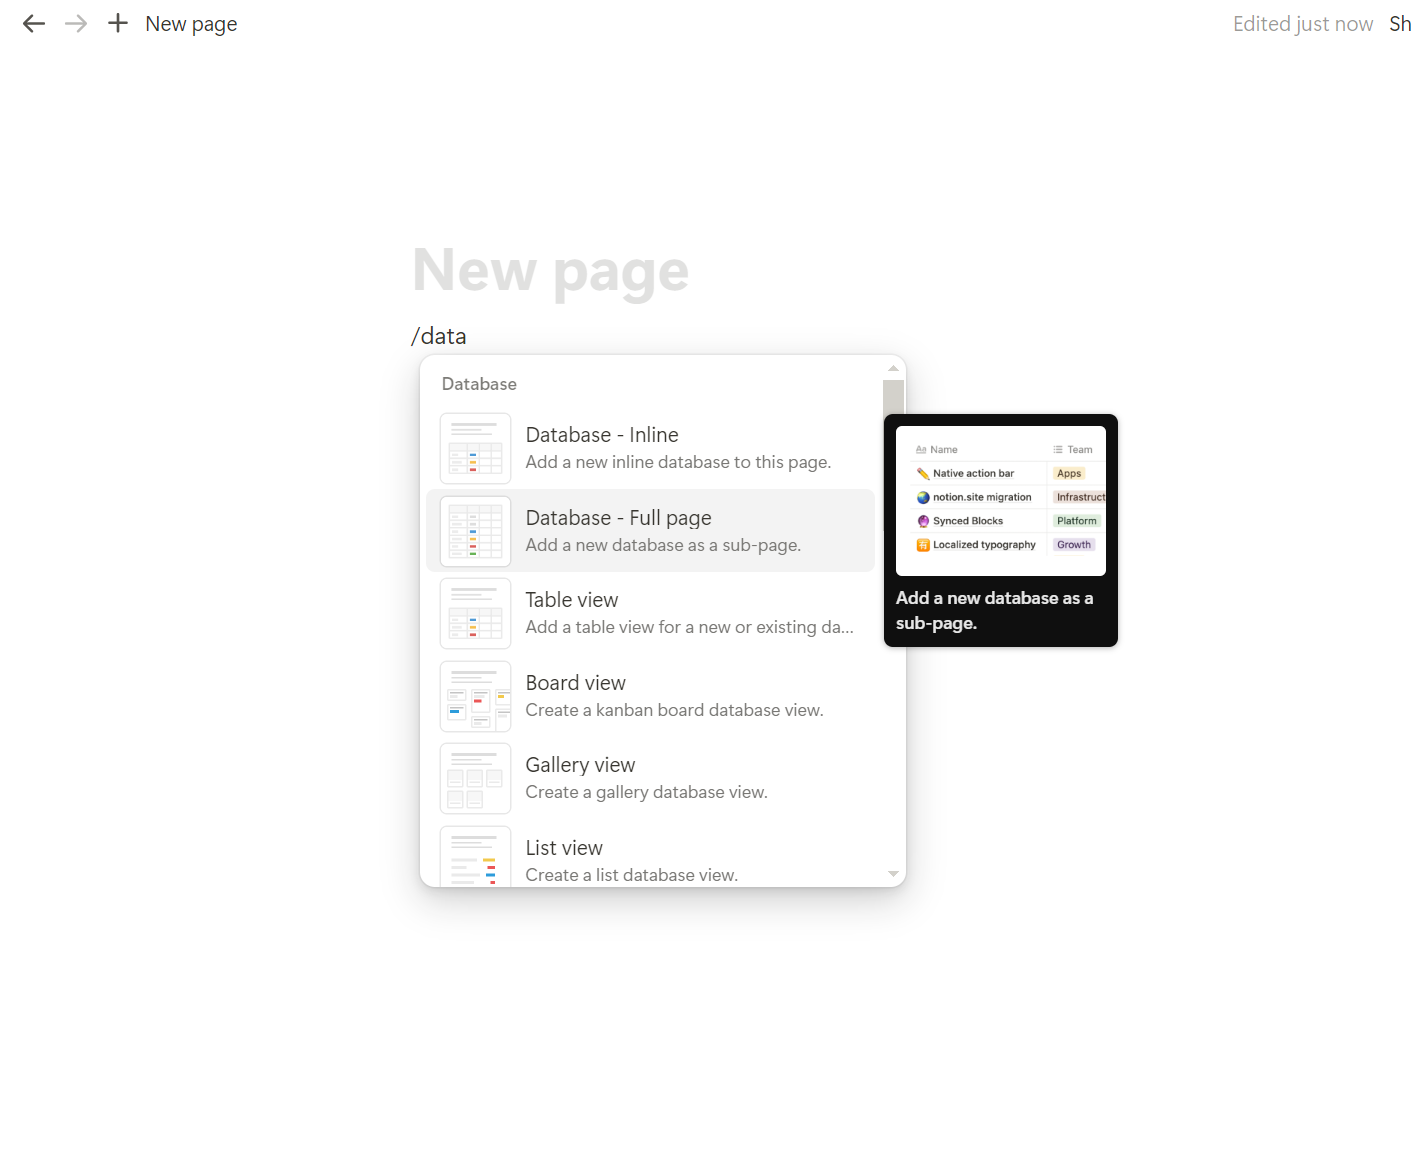 New page
Edited just now Sh
New page
/data
Database
Database - Inline
Add a new inline database to this page.
Database - Full page
Add a new database as a sub-page.
Table view
Add a table view for a new or existing da...
Board view
Create a kanban board database view.
Gallery view
Create a gallery database view.
List view
Create a list database view.
Aa Name
Team
Native action bar
Apps
notion.site migration
Infrastruct
Synced Blocks
Platform
Localized typography
Growth
Add a new database as a
sub-page.